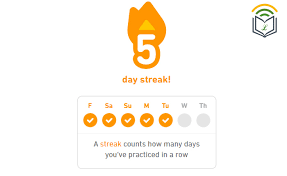 5
day streak!
F Sa Su M Tu W Th
A streak counts how many days
you've practiced in a row